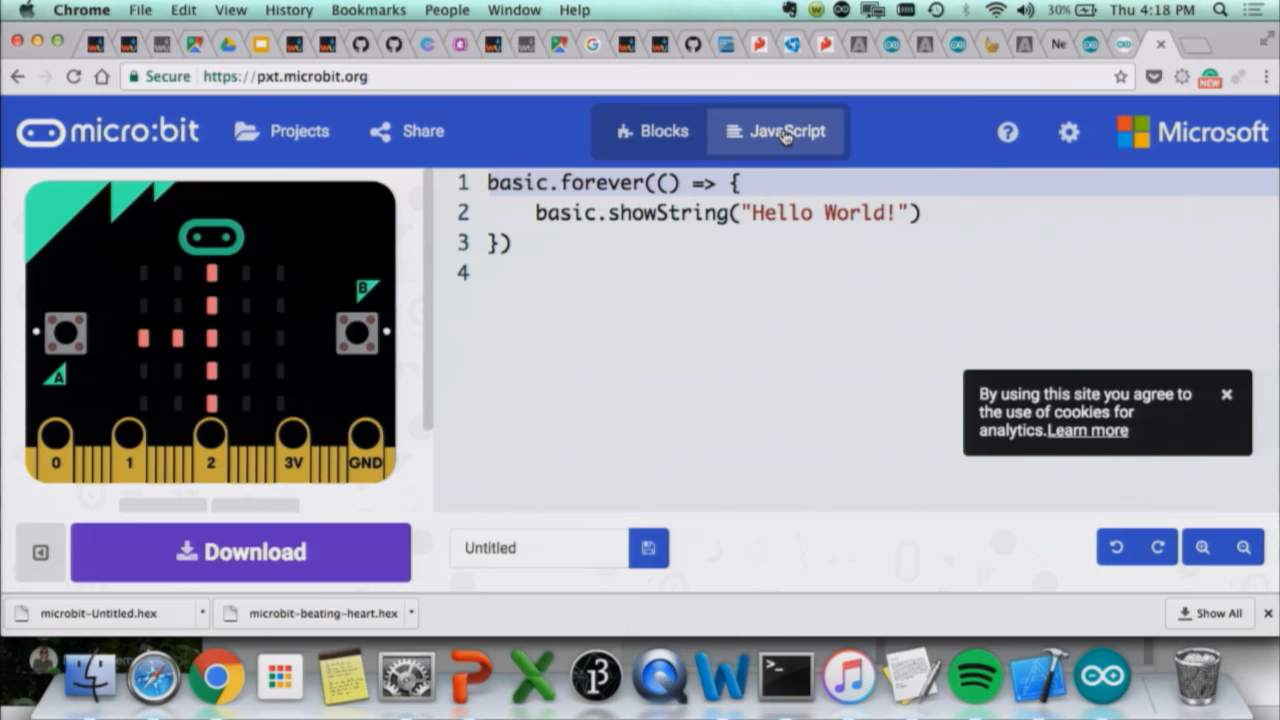 Chrome File Edit View History Bookmarks People Window Help 30% Thu 4:18 PM
Ne
Secure https://pxt.microbit.org NEW
micro:bit Projects Share Blocks JavaScript ? Microsoft
1 basic.forever(() => {
2 basic.showString("Hello World!")
3 })
4
B
A
0 1 2 3V GND
By using this site you agree to
the use of cookies for
analytics.Learn more
Download Untitled
microbit-Untitled.hex microbit-beating-heart.hex Show All